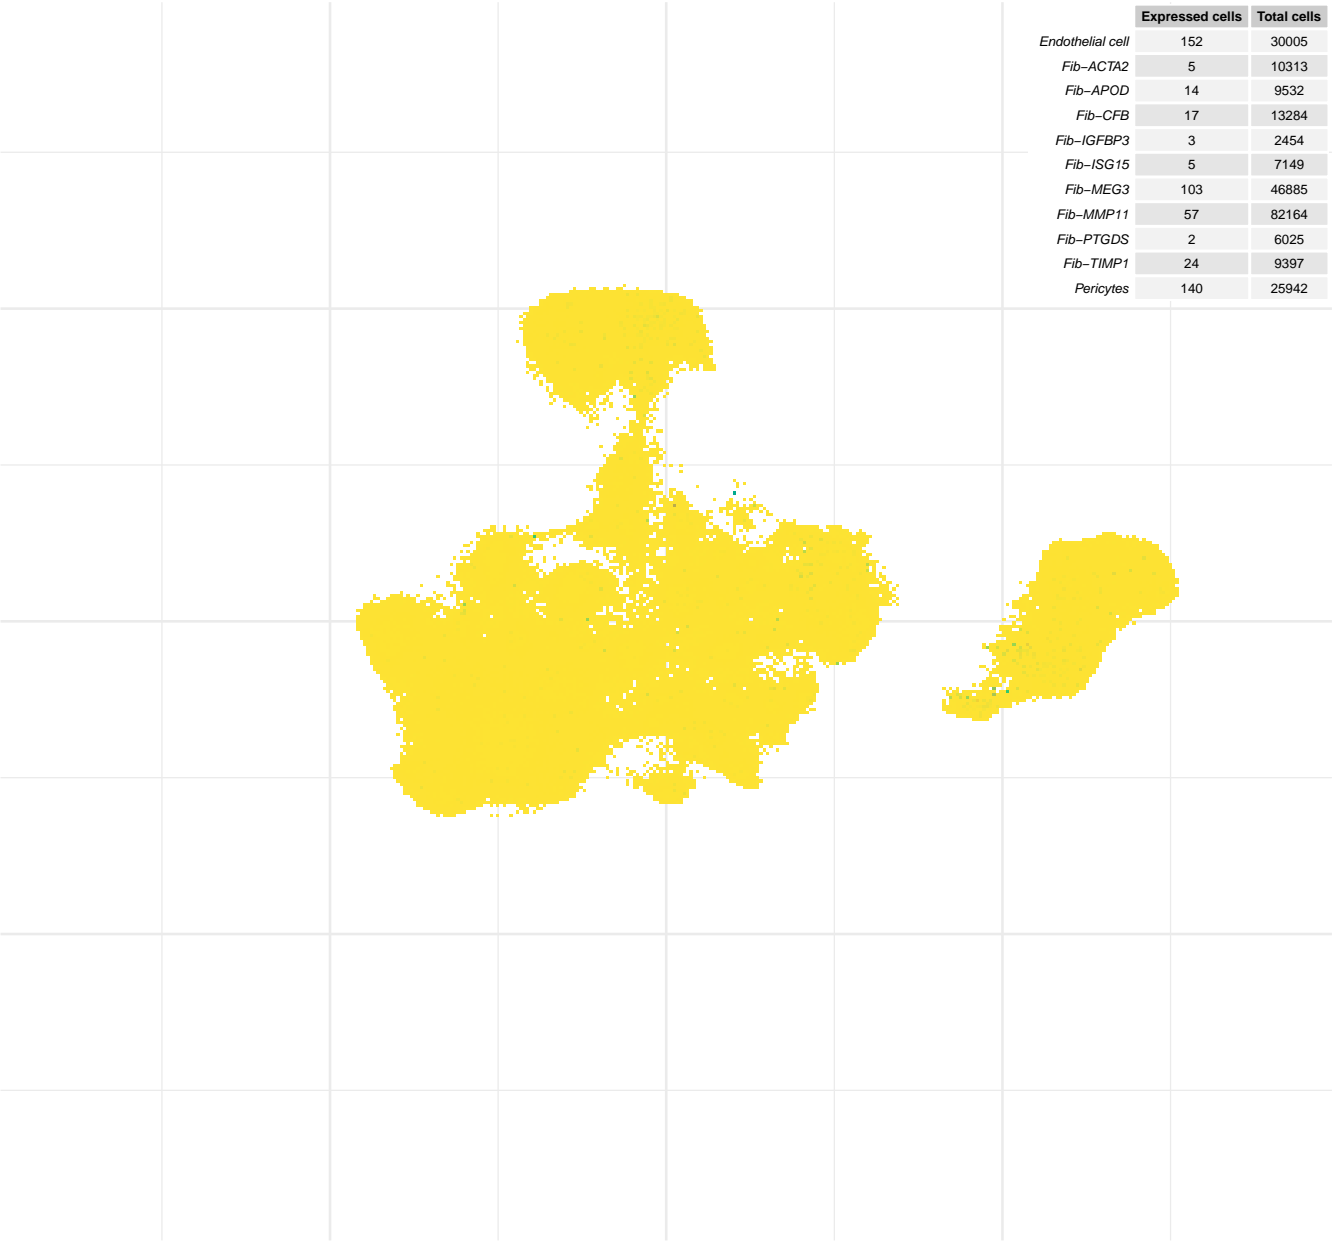 Expressed cells Total cells
Endothelial cell 152 30005
Fib−ACTA2 5 10313
Fib−APOD 14 9532
Fib−CFB 17 13284
Fib−IGFBP3 3 2454
Fib−ISG15 5 7149
Fib−MEG3 103 46885
Fib−MMP11 57 82164
Fib−PTGDS 2 6025
Fib−TIMP1 24 9397
Pericytes 140 25942